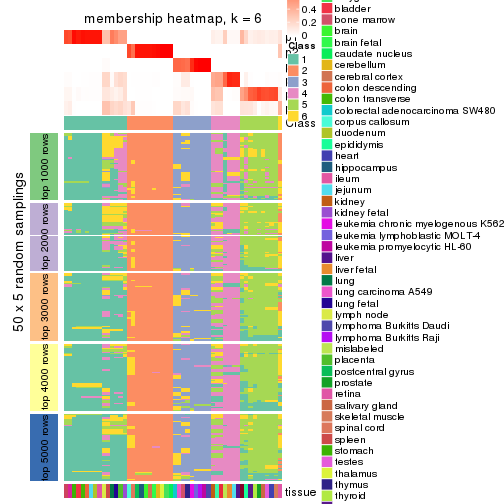 membership heatmap, k = 6
50 x 5 random samplings
top 1000 rows
top 2000 rows
top 3000 rows
top 4000 rows
top 5000 rows
0.4
0.2
0
Class
1
2
3
4
5
6
Class
tissue
bladder
bone marrow
brain
brain fetal
caudate nucleus
cerebellum
cerebral cortex
colon descending
colon transverse
colorectal adenocarcinoma SW480
corpus callosum
duodenum
epididymis
heart
hippocampus
ileum
jejunum
kidney
kidney fetal
leukemia chronic myelogenous K562
leukemia lymphoblastic MOLT-4
leukemia promyelocytic HL-60
liver
liver fetal
lung
lung carcinoma A549
lung fetal
lymph node
lymphoma Burkitts Daudi
lymphoma Burkitts Raji
mislabeled
placenta
postcentral gyrus
prostate
retina
salivary gland
skeletal muscle
spinal cord
spleen
stomach
testes
thalamus
thymus
thyroid